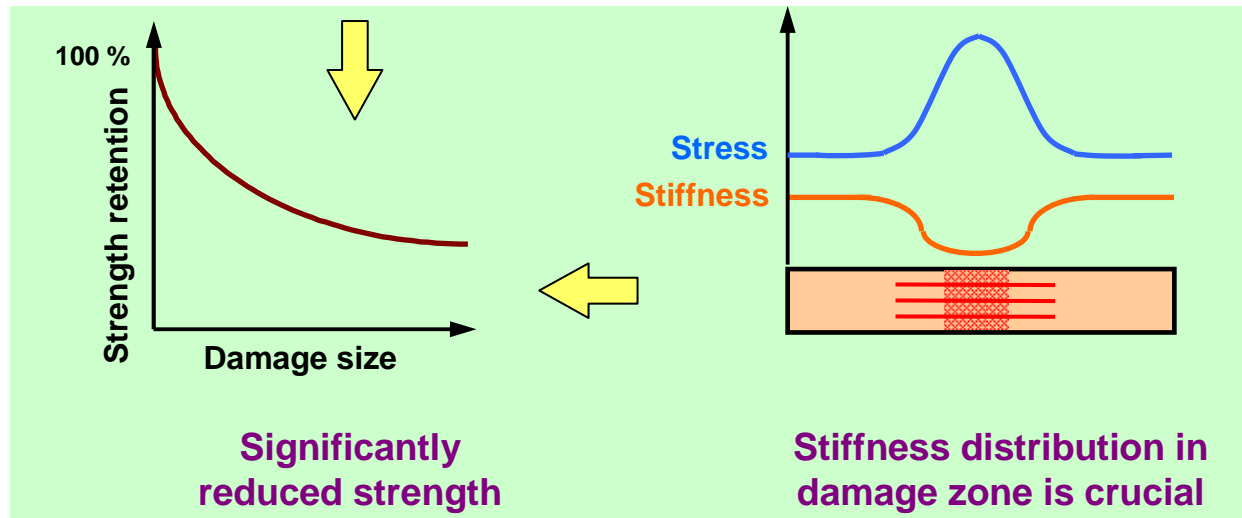 100 %
Strength retention
Damage size
Significantly
reduced strength
Stress
Stiffness
Stiffness distribution in
damage zone is crucial